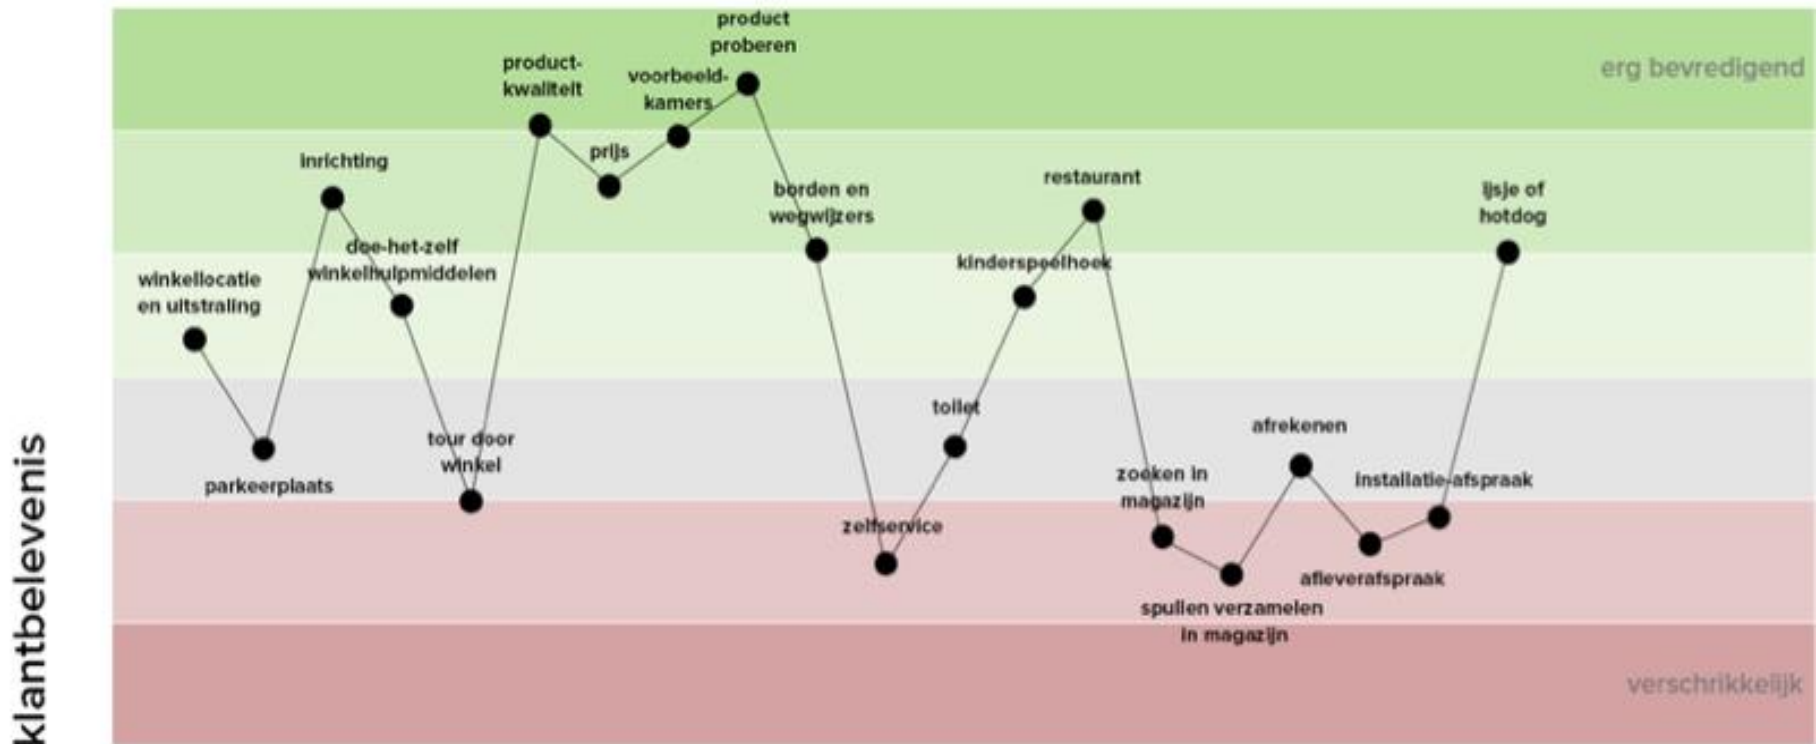 klantbelevenis
erg bevredigend
verschrikkelijk
winkellocatie
en uitstraling
parkeerplaats
inrichting
doe-het-zelf
winkelhulpmiddelen
tour door
winkel
product-
kwaliteit
prijs
voorbeeld-
kamers
product
proberen
borden en
wegwijzers
zelfservice
toilet
kinderspeelhoek
restaurant
zoeken in
magazijn
spullen verzamelen
in magazijn
afrekenen
afleverafspraak
installatie-afspraak
ijsje of
hotdog